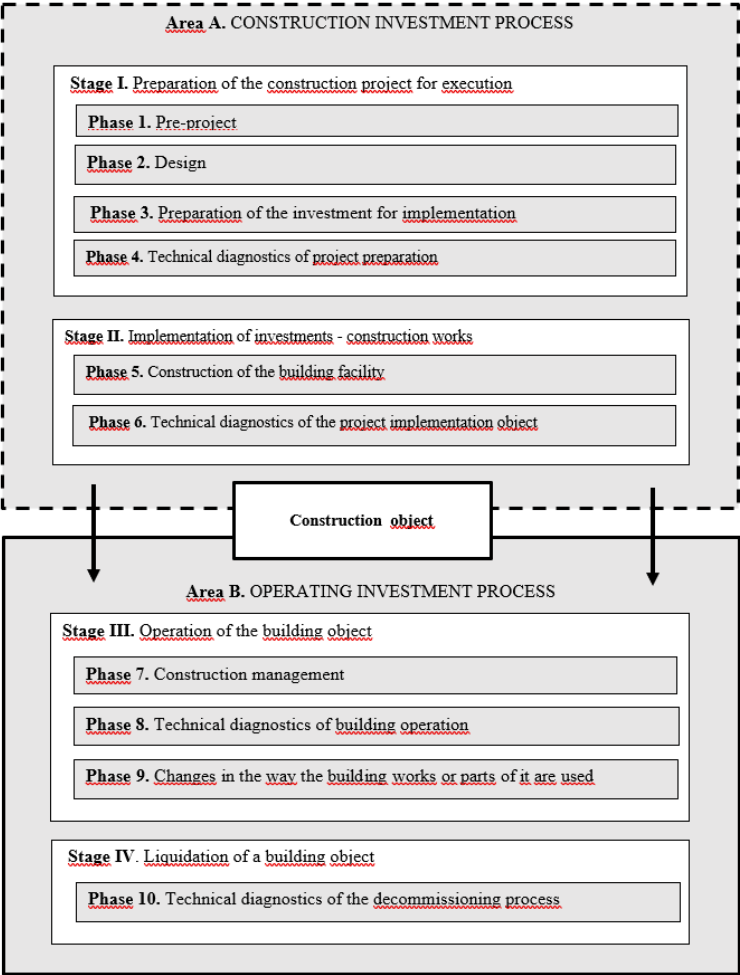 Area A. CONSTRUCTION INVESTMENT PROCESS
Stage I. Preparation of the construction project for execution
Phase 1. Pre-project
Phase 2. Design
Phase 3. Preparation of the investment for implementation
Phase 4. Technical diagnostics of project preparation
Stage II. Implementation of investments - construction works
Phase 5. Construction of the building facility
Phase 6. Technical diagnostics of the project implementation object
Construction object
Area B. OPERATING INVESTMENT PROCESS
Stage III. Operation of the building object
Phase 7. Construction management
Phase 8. Technical diagnostics of building operation
Phase 9. Changes in the way the building works or parts of it are used
Stage IV. Liquidation of a building object
Phase 10. Technical diagnostics of the decommissioning process